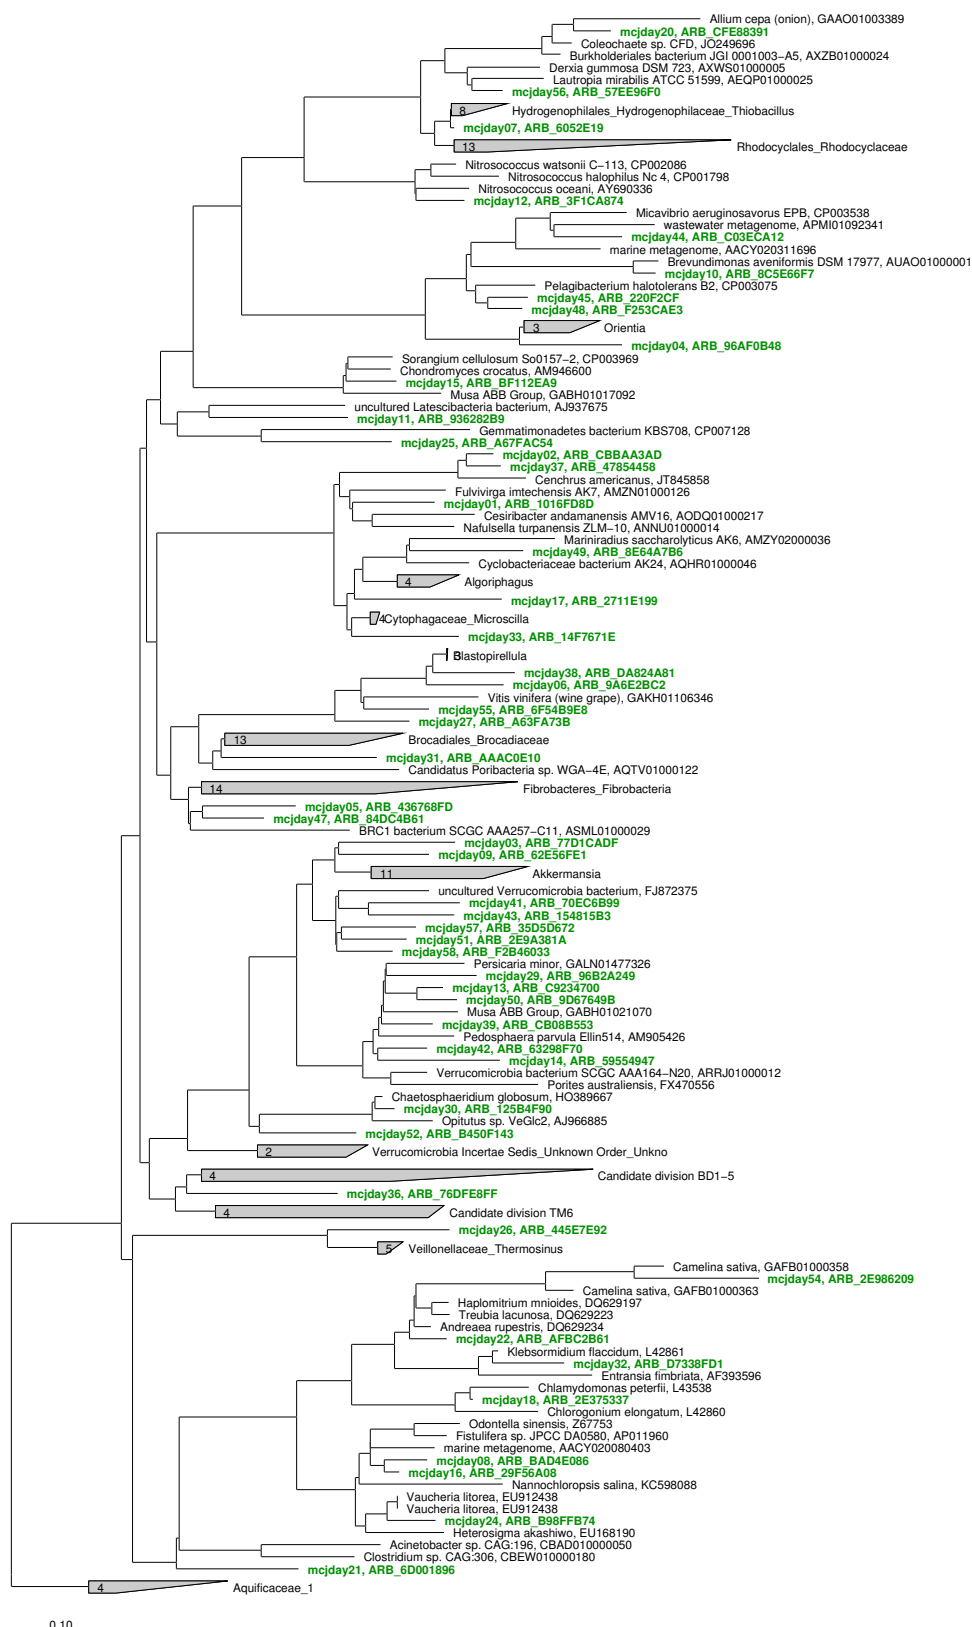 Allium cepa (onion), GAAO01003389
mcjday20, ARB_CFE88391
Coleochaete sp. CFD, JO249696
Burkholderiales bacterium JGI 0001003−A5, AXZB01000024
Derxia gummosa DSM 723, AXWS01000005
Lautropia mirabilis ATCC 51599, AEQP01000025
mcjday56, ARB_57EE96F0
8 Hydrogenophilales_Hydrogenophilaceae_Thiobacillus
mcjday07, ARB_6052E19
13 Rhodocyclales_Rhodocyclaceae
Nitrosococcus watsonii C−113, CP002086
Nitrosococcus halophilus Nc 4, CP001798
Nitrosococcus oceani, AY690336
mcjday12, ARB_3F1CA874
Micavibrio aeruginosavorus EPB, CP003538
wastewater metagenome, APMI01092341
mcjday44, ARB_C03ECA12
marine metagenome, AACY020311696
Brevundimonas aveniformis DSM 17977, AUAO01000001
mcjday10, ARB_8C5E66F7
Pelagibacterium halotolerans B2, CP003075
mcjday45, ARB_220F2CF
mcjday48, ARB_F253CAE3
3 Orientia
mcjday04, ARB_96AF0B48
Sorangium cellulosum So0157−2, CP003969
Chondromyces crocatus, AM946600
mcjday15, ARB_BF112EA9
Musa ABB Group, GABH01017092
uncultured Latescibacteria bacterium, AJ937675
mcjday11, ARB_936282B9
Gemmatimonadetes bacterium KBS708, CP007128
mcjday25, ARB_A67FAC54
mcjday02, ARB_CBBAA3AD
mcjday37, ARB_47854458
Cenchrus americanus, JT845858
Fulvivirga imtechensis AK7, AMZN01000126
mcjday01, ARB_1016FD8D
Cesiribacter andamanensis AMV16, AODQ01000217
Nafulsella turpanensis ZLM−10, ANNU01000014
Mariniradius saccharolyticus AK6, AMZY02000036
mcjday49, ARB_8E64A7B6
Cyclobacteriaceae bacterium AK24, AQHR01000046
4 Algoriphagus
mcjday17, ARB_2711E199
4 Cytophagaceae_Microscilla
mcjday33, ARB_14F7671E
3 Blastopirellula
mcjday38, ARB_DA824A81
mcjday06, ARB_9A6E2BC2
Vitis vinifera (wine grape), GAKH01106346
mcjday55, ARB_6F54B9E8
mcjday27, ARB_A63FA73B
13 Brocadiales_Brocadiaceae
mcjday31, ARB_AAAC0E10
Candidatus Poribacteria sp. WGA−4E, AQTV01000122
14 Fibrobacteres_Fibrobacteria
mcjday05, ARB_436768FD
mcjday47, ARB_84DC4B61
BRC1 bacterium SCGC AAA257−C11, ASML01000029
mcjday03, ARB_77D1CADF
mcjday09, ARB_62E56FE1
11 Akkermansia
uncultured Verrucomicrobia bacterium, FJ872375
mcjday41, ARB_70EC6B99
mcjday43, ARB_154815B3
mcjday57, ARB_35D5D672
mcjday51, ARB_2E9A381A
mcjday58, ARB_F2B46033
Persicaria minor, GALN01477326
mcjday29, ARB_96B2A249
mcjday13, ARB_C9234700
mcjday50, ARB_9D67649B
Musa ABB Group, GABH01021070
mcjday39, ARB_CB08B553
Pedosphaera parvula Ellin514, AM905426
mcjday42, ARB_63298F70
mcjday14, ARB_59554947
Verrucomicrobia bacterium SCGC AAA164−N20, ARRJ01000012
Porites australiensis, FX470556
Chaetosphaeridium globosum, HO389667
mcjday30, ARB_125B4F90
Opitutus sp. VeGlc2, AJ966885
mcjday52, ARB_B450F143
2 Verrucomicrobia Incertae Sedis_Unknown Order_Unkno
4 Candidate division BD1−5
mcjday36, ARB_76DFE8FF
4 Candidate division TM6
mcjday26, ARB_445E7E92
5 Veillonellaceae_Thermosinus
Camelina sativa, GAFB01000358
mcjday54, ARB_2E986209
Camelina sativa, GAFB01000363
Haplomitrium mnioides, DQ629197
Treubia lacunosa, DQ629223
Andreaea rupestris, DQ629234
mcjday22, ARB_AFBC2B61
Klebsormidium flaccidum, L42861
mcjday32, ARB_D7338FD1
Entransia fimbriata, AF393596
Chlamydomonas peterfii, L43538
mcjday18, ARB_2E375337
Chlorogonium elongatum, L42860
Odontella sinensis, Z67753
Fistulifera sp. JPCC DA0580, AP011960
marine metagenome, AACY020080403
mcjday08, ARB_BAD4E086
mcjday16, ARB_29F56A08
Nannochloropsis salina, KC598088
Vaucheria litorea, EU912438
Vaucheria litorea, EU912438
mcjday24, ARB_B98FFB74
Heterosigma akashiwo, EU168190
Acinetobacter sp. CAG:196, CBAD010000050
Clostridium sp. CAG:306, CBEW010000180
mcjday21, ARB_6D001896
4 Aquificaceae_1
0.10